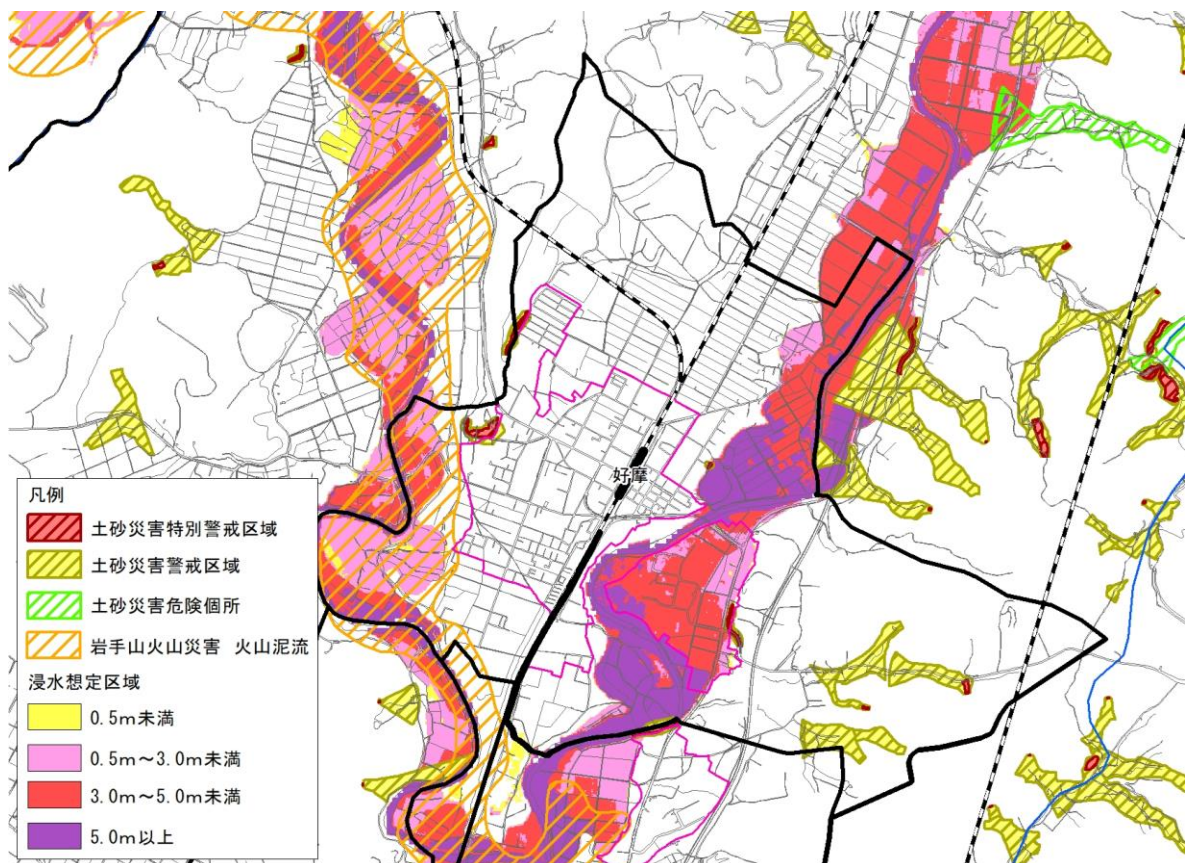 好摩
凡例
土砂災害特別警戒区域
土砂災害警戒区域
土砂災害危険個所
岩手山火山災害 火山泥流
浸水想定区域
0.5m未満
0.5m～3.0m未満
3.0m～5.0m未満
5.0m以上